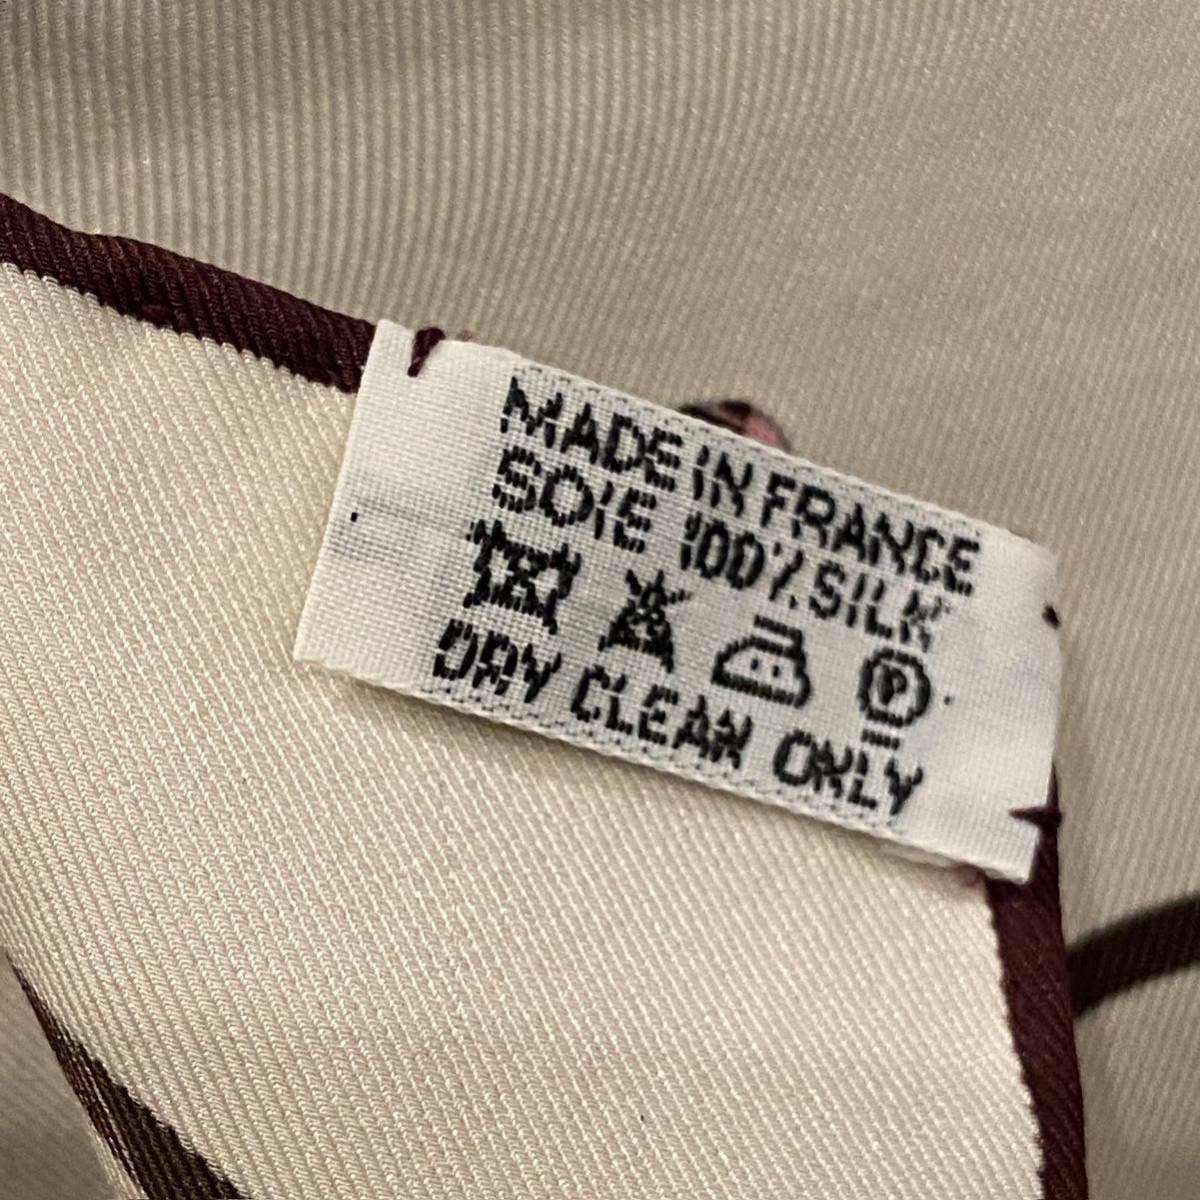 MADE IN FRANCE
SOIE 100% SILK
P
DRY CLEAN ONLY